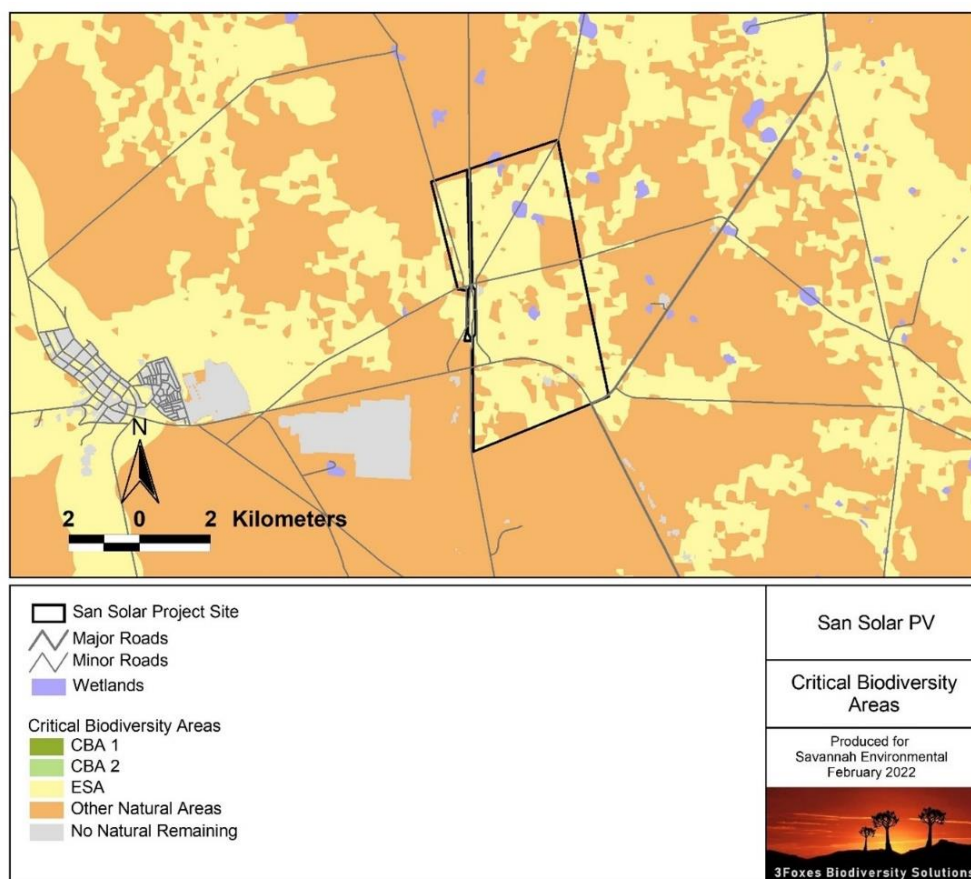 N
2 0 2 Kilometers
San Solar Project Site
Major Roads
Minor Roads
Wetlands
Critical Biodiversity Areas
CBA 1
CBA 2
ESA
Other Natural Areas
No Natural Remaining
San Solar PV
Critical Biodiversity
Areas
Produced for
Savannah Environmental
February 2022
3Foxes Biodiversity Solutions